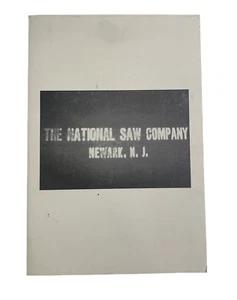 THE NATIONAL SAW COMPANY
NEWARK, N. J.